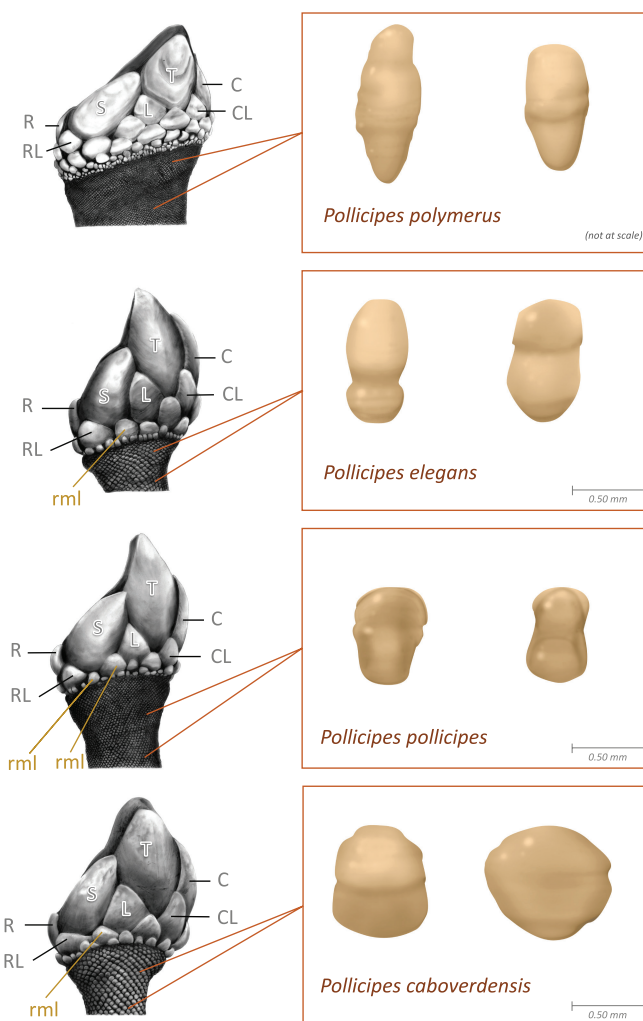 T
C
S
L
CL
R
RL
Pollicipes polymerus
(not at scale)
T
C
S
L
CL
R
RL
rml
Pollicipes elegans
0.50 mm
T
C
S
L
R
CL
RL
rml rml
Pollicipes pollicipes
0.50 mm
T
C
S
L
R
CL
RL
rml
Pollicipes caboverdensis
0.50 mm